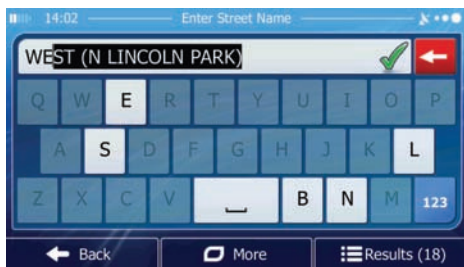 14:02 Enter Street Name
WEST (N LINCOLN PARK)
Q W E R T Y U I O P
A S D F G H J K L
Z X C V B N M 123
Back More Results (18)